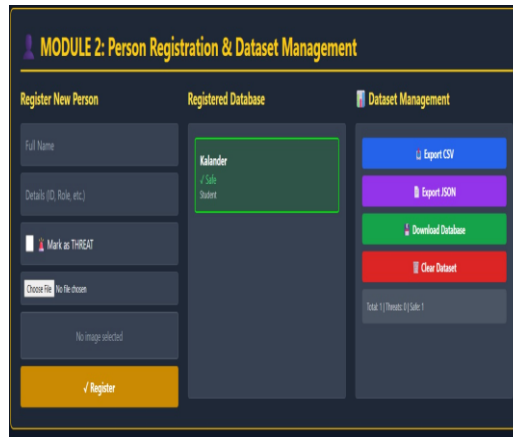 MODULE 2: Person Registration & Dataset Management
Register New Person
Full Name
Details (ID, Role, etc.)
Mark as THREAT
Choose File No file chosen
No image selected
√ Register
Registered Database
Kalander
√ Safe
Student
Dataset Management
Export CSV
Export JSON
Download Database
Clear Dataset
Total: 1 | Threats: 0 | Safe: 1